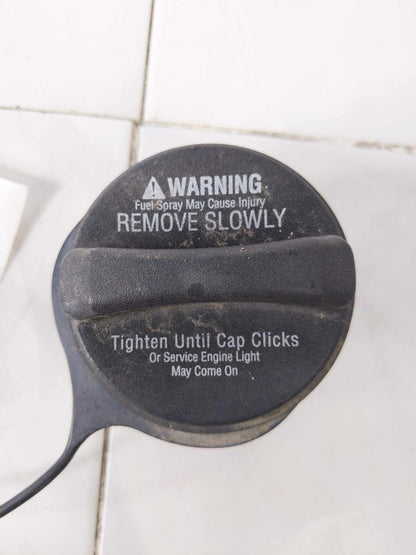 WARNING
Fuel Spray May Cause Injury
REMOVE SLOWLY
Tighten Until Cap Clicks
Or Service Engine Light
May Come On